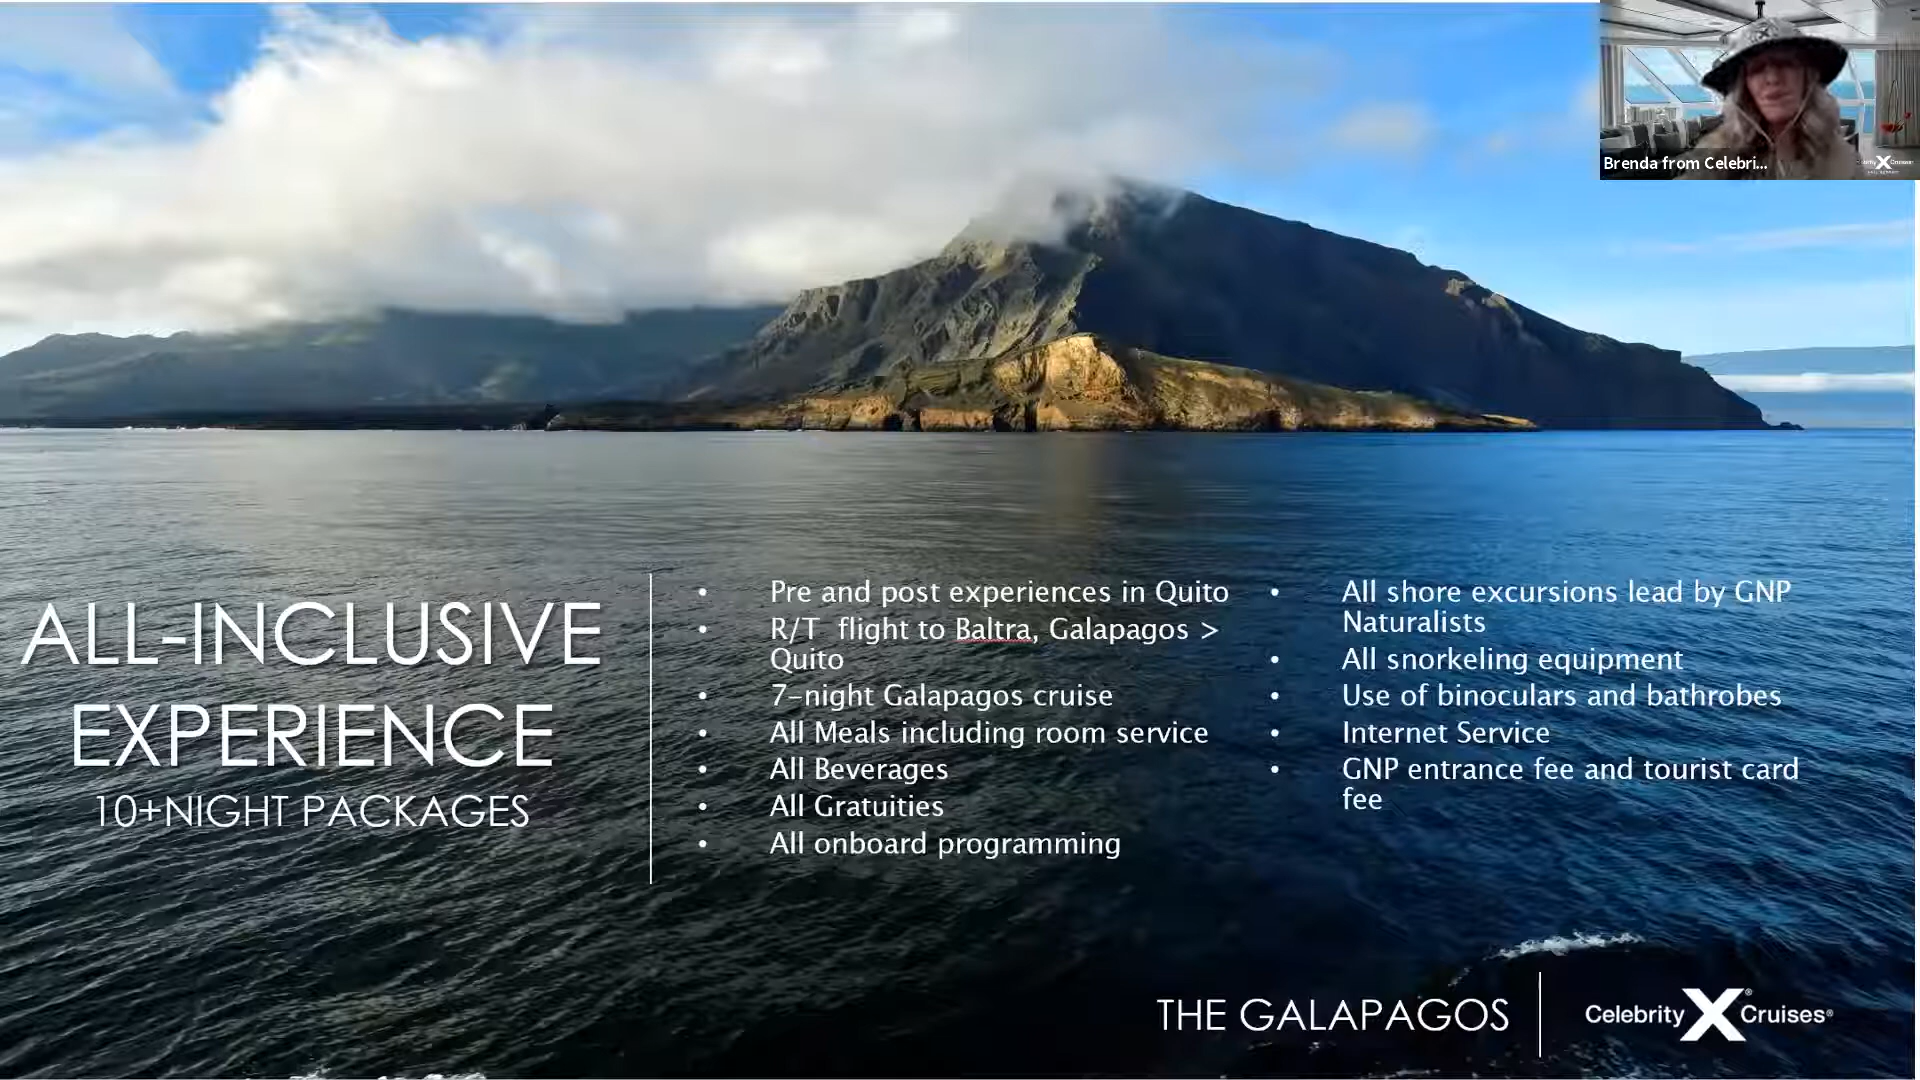 Brenda from Celebri...
ALL-INCLUSIVE
EXPERIENCE
10+NIGHT PACKAGES
• Pre and post experiences in Quito
• R/T flight to Baltra, Galapagos >
Quito
• 7-night Galapagos cruise
• All Meals including room service
• All Beverages
• All Gratuities
• All onboard programming
• All shore excursions lead by GNP
Naturalists
• All snorkeling equipment
• Use of binoculars and bathrobes
• Internet Service
• GNP entrance fee and tourist card
fee
THE GALAPAGOS
Celebrity X® Cruises®